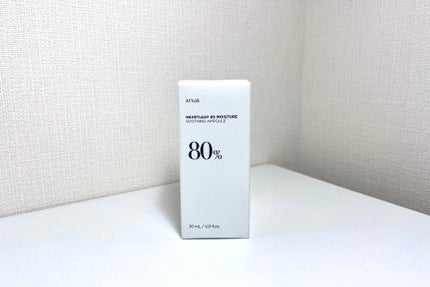 ANUA
HEARTLEAF 80 MOISTURE
SOOTHING AMPOULE
80%
30 mL / 1.01 fl.oz.